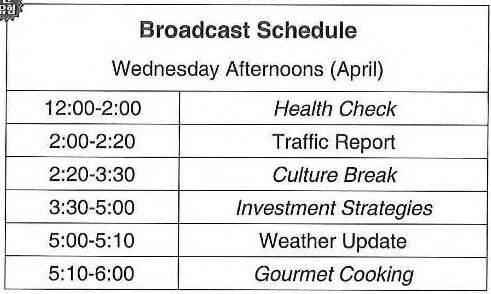 Broadcast Schedule
Wednesday Afternoons (April)
12:00-2:00 Health Check
2:00-2:20 Traffic Report
2:20-3:30 Culture Break
3:30-5:00 Investment Strategies
5:00-5:10 Weather Update
5:10-6:00 Gourmet Cooking